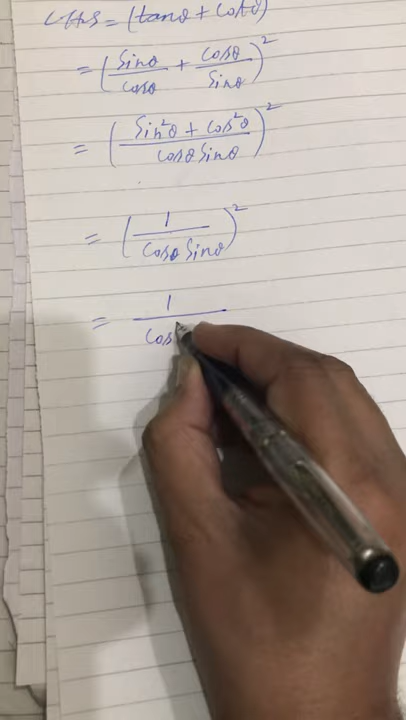 LHS = (tanθ + cotθ)
= (sinθ/cosθ + cosθ/sinθ)²
= (sin²θ + cos²θ/cosθ sinθ)²
= (1/cosθ sinθ)²
= 1/cos